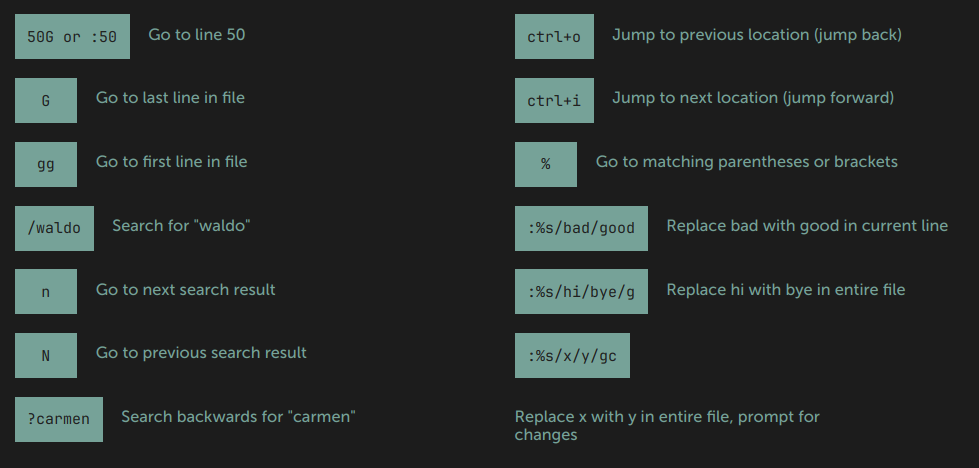 50G or :50 Go to line 50
G Go to last line in file
gg Go to first line in file
/waldo Search for "waldo"
n Go to next search result
N Go to previous search result
?carmen Search backwards for "carmen"
ctrl+o Jump to previous location (jump back)
ctrl+i Jump to next location (jump forward)
% Go to matching parentheses or brackets
:%s/bad/good Replace bad with good in current line
:%s/hi/bye/g Replace hi with bye in entire file
:%s/x/y/gc
Replace x with y in entire file, prompt for
changes